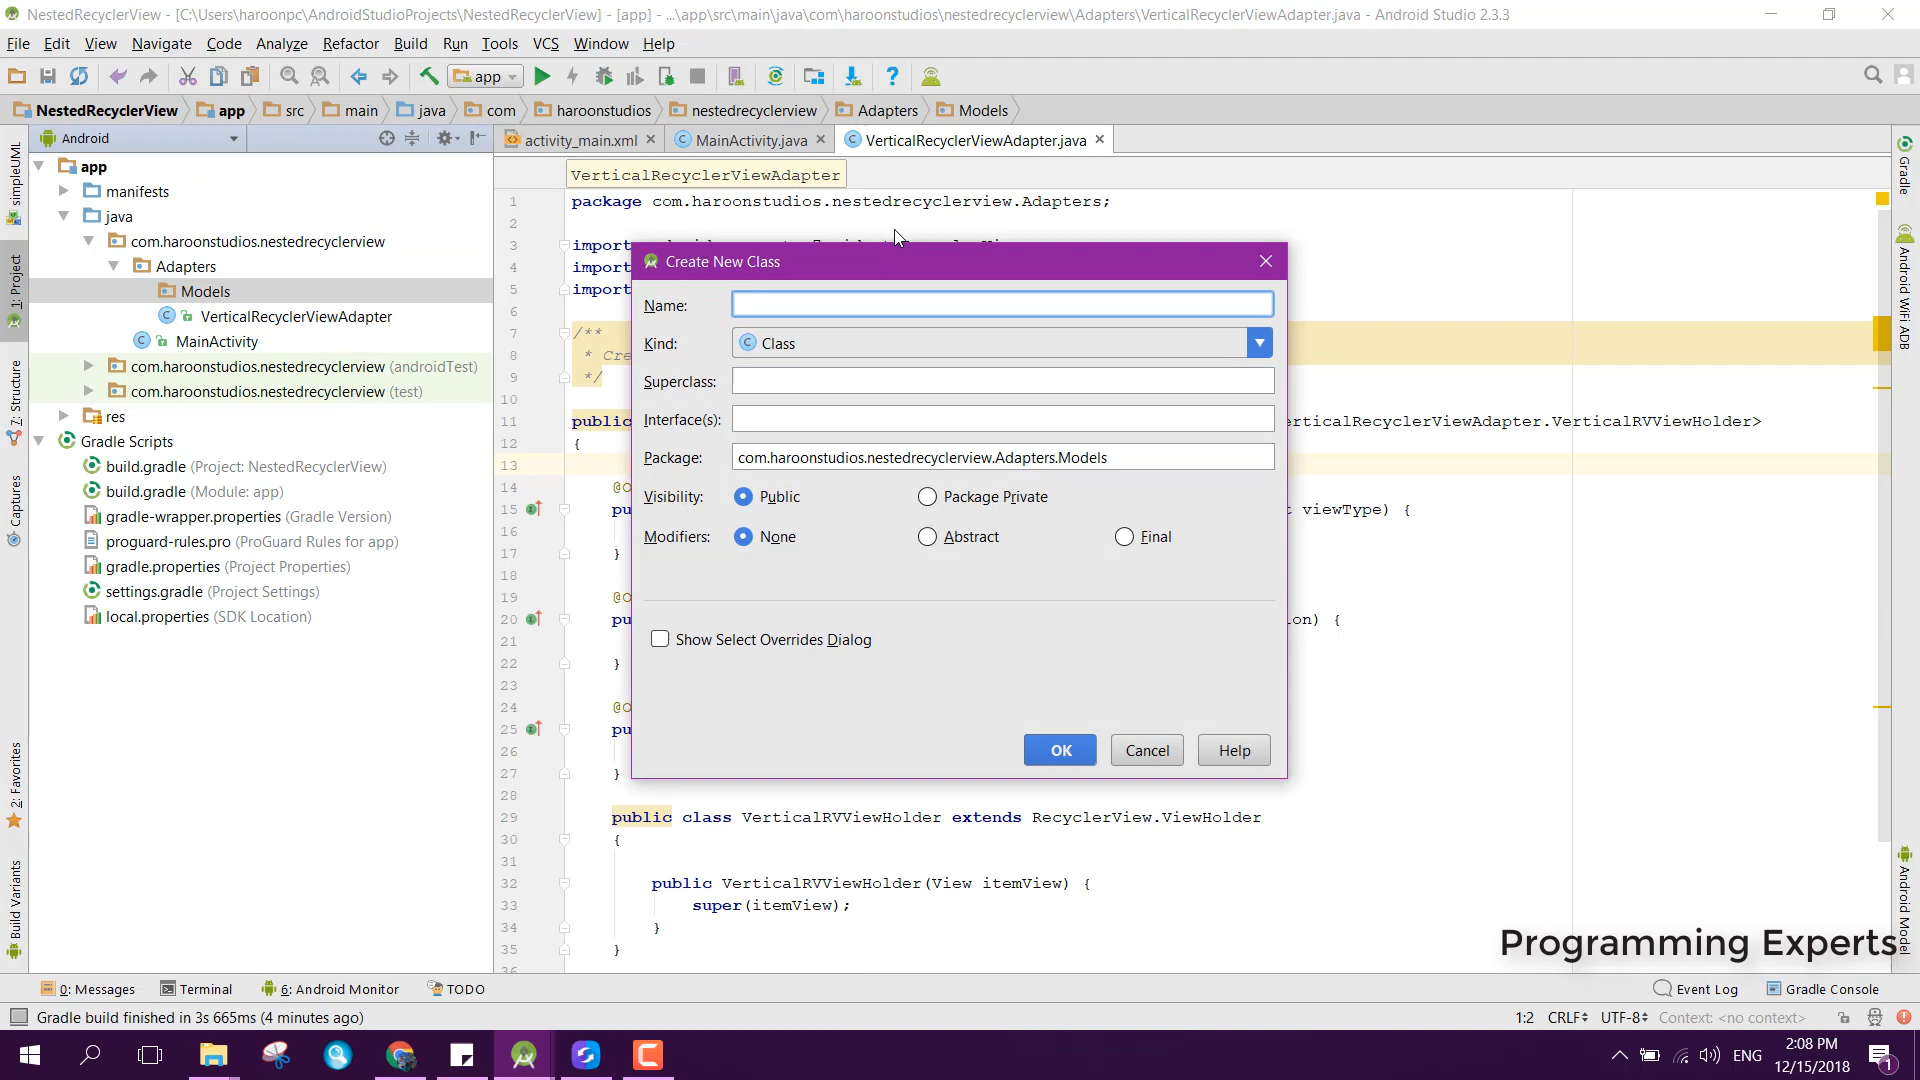 NestedRecyclerView - [C:\Users\haroonpc\AndroidStudioProjects\NestedRecyclerView] - [app] - ...\app\src\main\java\com\haroonstudios\nestedrecyclerview\Adapters\VerticalRecyclerViewAdapter.java - Android Studio 2.3.3
File Edit View Navigate Code Analyze Refactor Build Run Tools VCS Window Help
app
NestedRecyclerView app src main java com haroonstudios nestedrecyclerview Adapters Models
Android
activity_main.xml MainActivity.java VerticalRecyclerViewAdapter.java
simpleUML
1: Project
7: Structure
Captures
2: Favorites
Build Variants
app
manifests
java
com.haroonstudios.nestedrecyclerview
Adapters
Models
VerticalRecyclerViewAdapter
MainActivity
com.haroonstudios.nestedrecyclerview (androidTest)
com.haroonstudios.nestedrecyclerview (test)
res
Gradle Scripts
build.gradle (Project: NestedRecyclerView)
build.gradle (Module: app)
gradle-wrapper.properties (Gradle Version)
proguard-rules.pro (ProGuard Rules for app)
gradle.properties (Project Properties)
settings.gradle (Project Settings)
local.properties (SDK Location)
VerticalRecyclerViewAdapter
1 package com.haroonstudios.nestedrecyclerview.Adapters;
2
3 import
4 import
5 import
6
7 /**
8 * Cre
9 */
10
11 public erticalRecyclerViewAdapter.VerticalRVViewHolder>
12 {
13
14 @O
15 pu t viewType) {
16
17 }
18
19 @O
20 pu ion) {
21
22 }
23
24 @O
25 pu
26
27 }
28
29 public class VerticalRVViewHolder extends RecyclerView.ViewHolder
30 {
31
32 public VerticalRVViewHolder(View itemView) {
33 super(itemView);
34 }
35 }
36
Create New Class
Name:
Kind: Class
Superclass:
Interface(s):
Package: com.haroonstudios.nestedrecyclerview.Adapters.Models
Visibility: Public Package Private
Modifiers: None Abstract Final
Show Select Overrides Dialog
OK Cancel Help
Gradle
Android WiFi ADB
Android Model
Programming Experts
0: Messages Terminal 6: Android Monitor TODO Event Log Gradle Console
Gradle build finished in 3s 665ms (4 minutes ago) 1:2 CRLF UTF-8 Context: <no context>
ENG 2:08 PM
12/15/2018
1